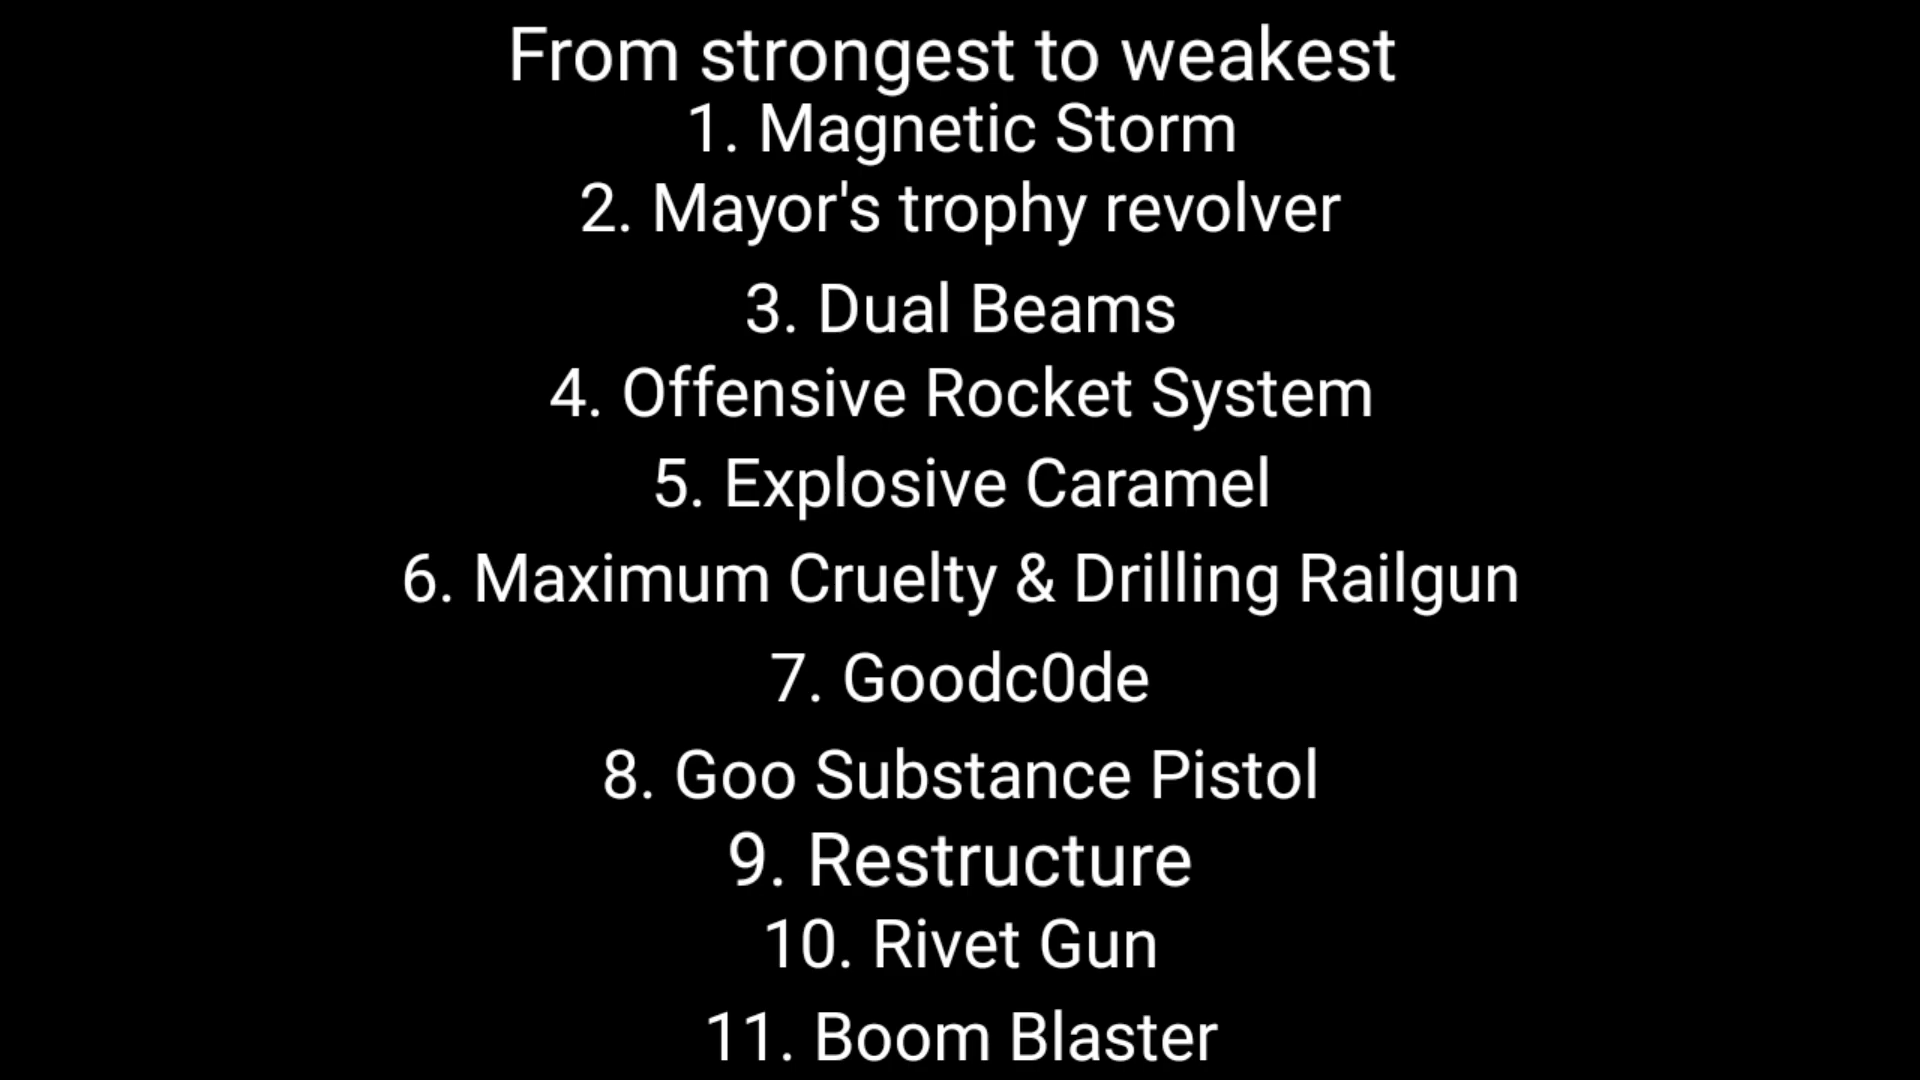 From strongest to weakest
1. Magnetic Storm
2. Mayor's trophy revolver
3. Dual Beams
4. Offensive Rocket System
5. Explosive Caramel
6. Maximum Cruelty & Drilling Railgun
7. Goodc0de
8. Goo Substance Pistol
9. Restructure
10. Rivet Gun
11. Boom Blaster